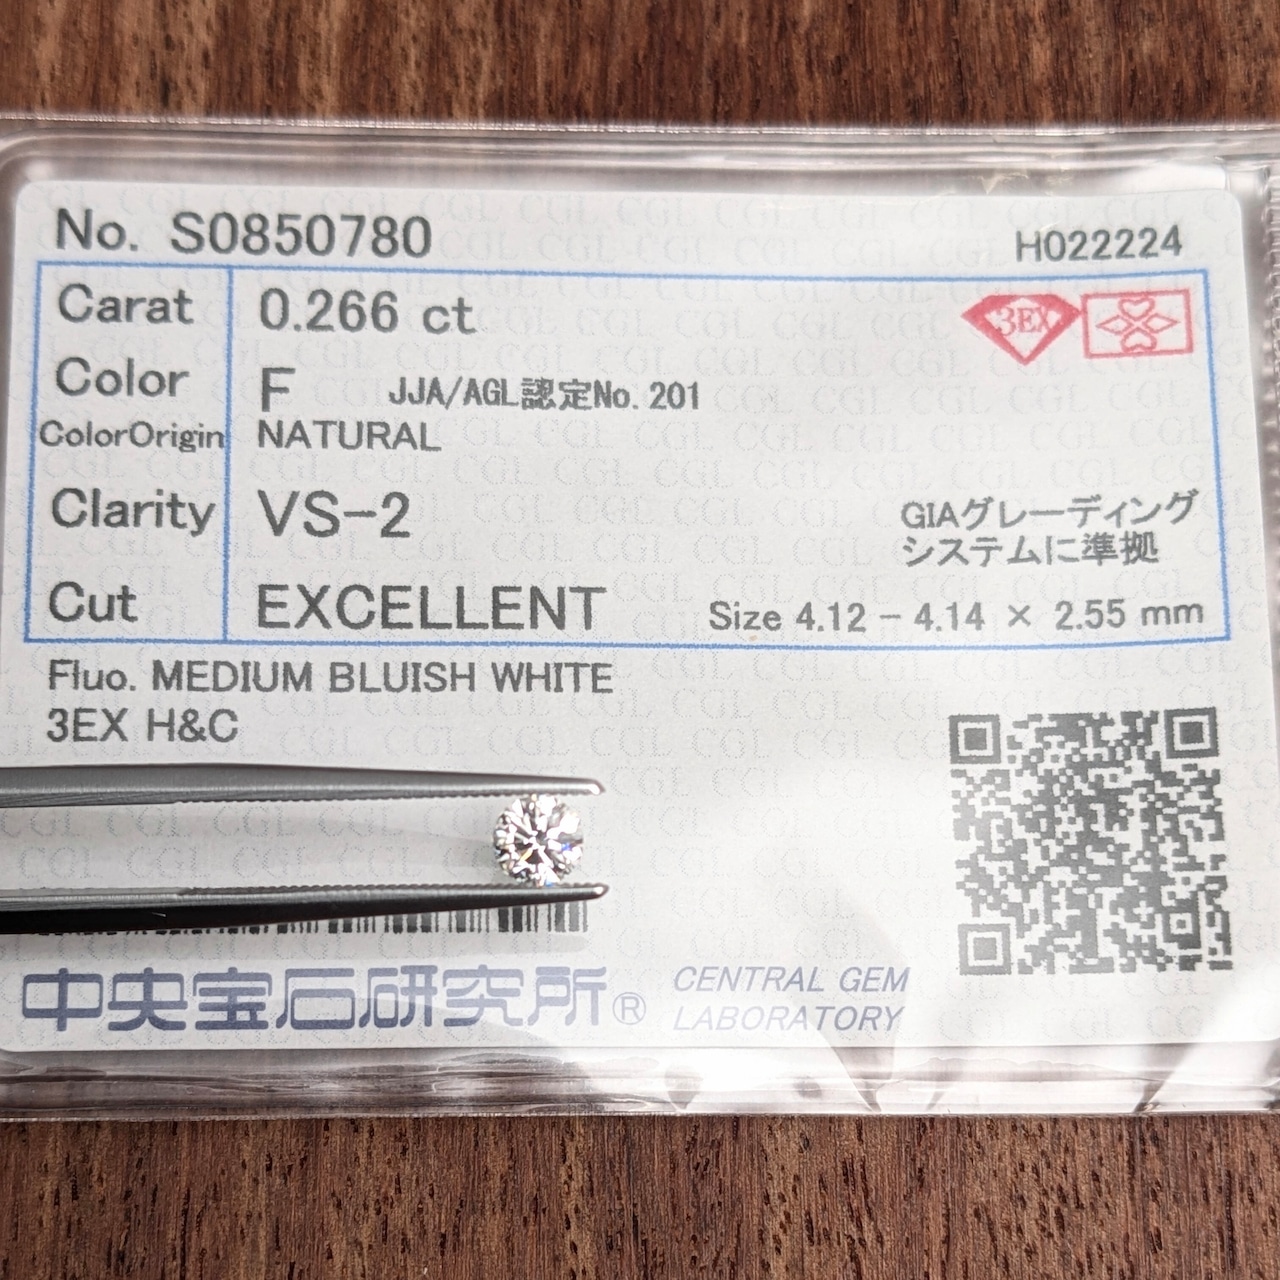 No. S0850780
H022224
Carat 0.266 ct
3EX
Color F JJA/AGL認定No.201
ColorOrigin NATURAL
Clarity VS-2
GIAグレーディング
システムに準拠
Cut EXCELLENT Size 4.12 - 4.14 × 2.55 mm
Fluo. MEDIUM BLUISH WHITE
3EX H&C
中央宝石研究所® CENTRAL GEM
LABORATORY